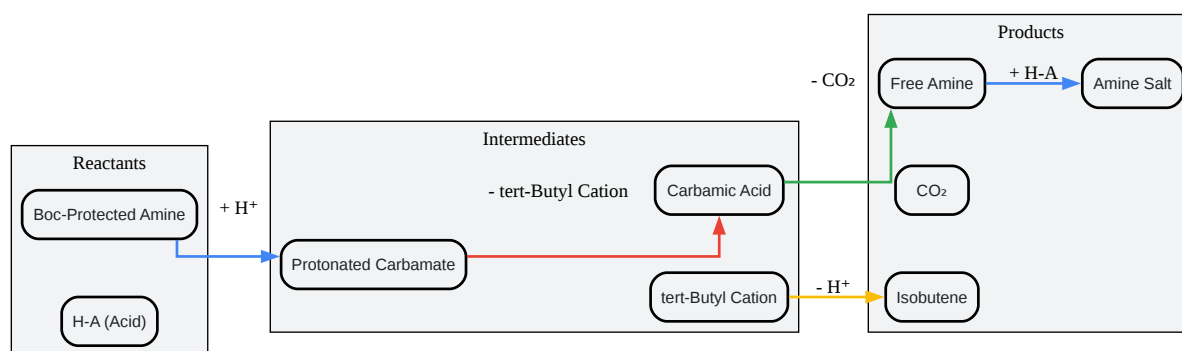 Products
- CO₂
Free Amine
+ H-A
Amine Salt
Intermediates
Reactants
- tert-Butyl Cation
Carbamic Acid
CO₂
Boc-Protected Amine
+ H⁺
Protonated Carbamate
tert-Butyl Cation
- H⁺
Isobutene
H-A (Acid)